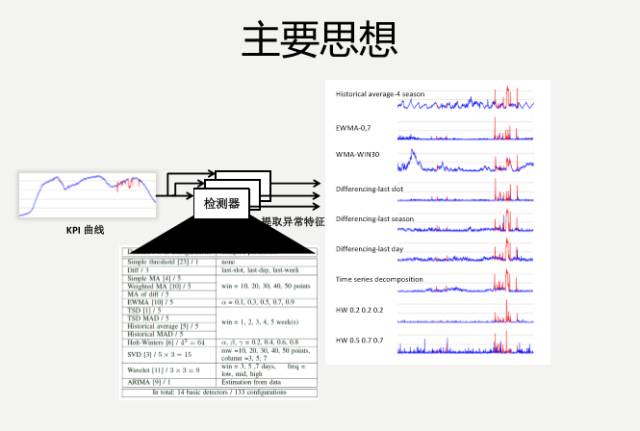 主要思想
Historical average-4 season
EWMA-0,7
WMA-WIN30
Differencing-last slot
Differencing-last season
Differencing-last day
Time series decomposition
HW 0.2 0.2 0.2
HW 0.5 0.7 0.7
KPI 曲线
检测器
提取异常特征
Simple threshold [23] / 1 none
Diff / 3 last-slot, last-day, last-week
Simple MA [4] / 5
Weighted MA [10] / 5 win = 10, 20, 30, 40, 50 points
MA of diff / 5
EWMA [10] / 5 α = 0.1, 0.3, 0.5, 0.7, 0.9
TSD [1] / 5
TSD MAD / 5
Historical average [5] / 5 win = 1, 2, 3, 4, 5 week(s)
Historical MAD / 5
Holt-Winters [6] / 4³ = 64 α, β, γ = 0.2, 0.4, 0.6, 0.8
SVD [3] / 5 × 3 = 15 row =10, 20, 30, 40, 50 points,
column =3, 5, 7
Wavelet [11] / 3 × 3 = 9 win = 3, 5 ,7 days, freq =
low, mid, high
ARIMA [9] / 1 Estimation from data
In total: 14 basic detectors / 133 configurations